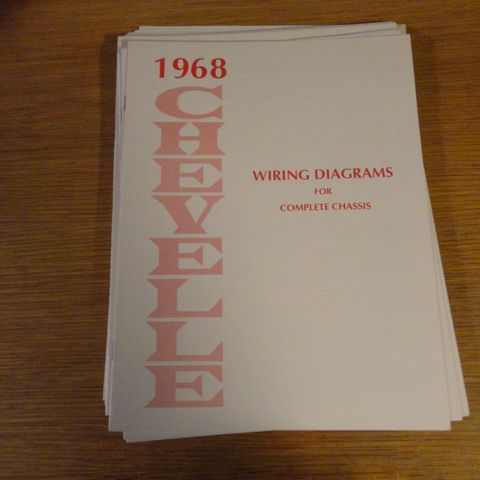 1968
CHEVELLE
WIRING DIAGRAMS
FOR
COMPLETE CHASSIS